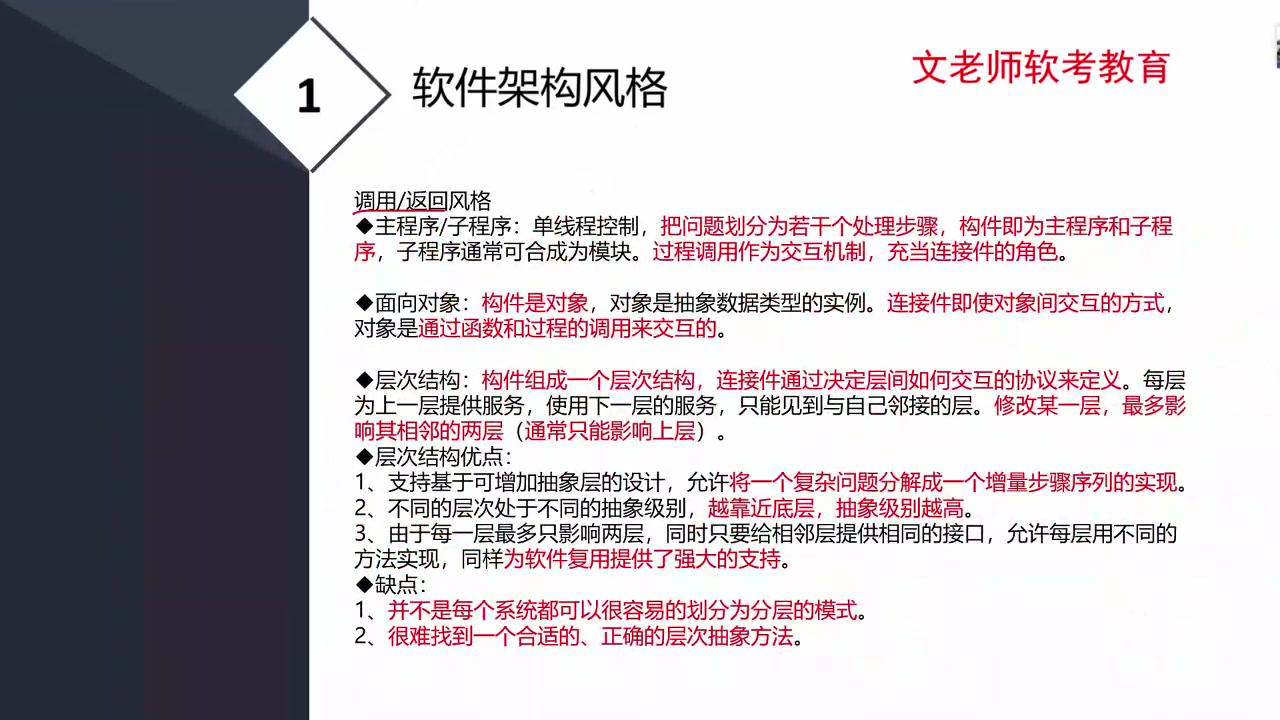 1
软件架构风格
文老师软考教育
调用/返回风格
◆主程序/子程序：单线程控制，把问题划分为若干个处理步骤，构件即为主程序和子程
序，子程序通常可合成为模块。过程调用作为交互机制，充当连接件的角色。
◆面向对象：构件是对象，对象是抽象数据类型的实例。连接件即使对象间交互的方式，
对象是通过函数和过程的调用来交互的。
◆层次结构：构件组成一个层次结构，连接件通过决定层间如何交互的协议来定义。每层
为上一层提供服务，使用下一层的服务，只能见到与自己邻接的层。修改某一层，最多影
响其相邻的两层（通常只能影响上层）。
◆层次结构优点：
1、支持基于可增加抽象层的设计，允许将一个复杂问题分解成一个增量步骤序列的实现。
2、不同的层次处于不同的抽象级别，越靠近底层，抽象级别越高。
3、由于每一层最多只影响两层，同时只要给相邻层提供相同的接口，允许每层用不同的
方法实现，同样为软件复用提供了强大的支持。
◆缺点：
1、并不是每个系统都可以很容易的划分为分层的模式。
2、很难找到一个合适的、正确的层次抽象方法。